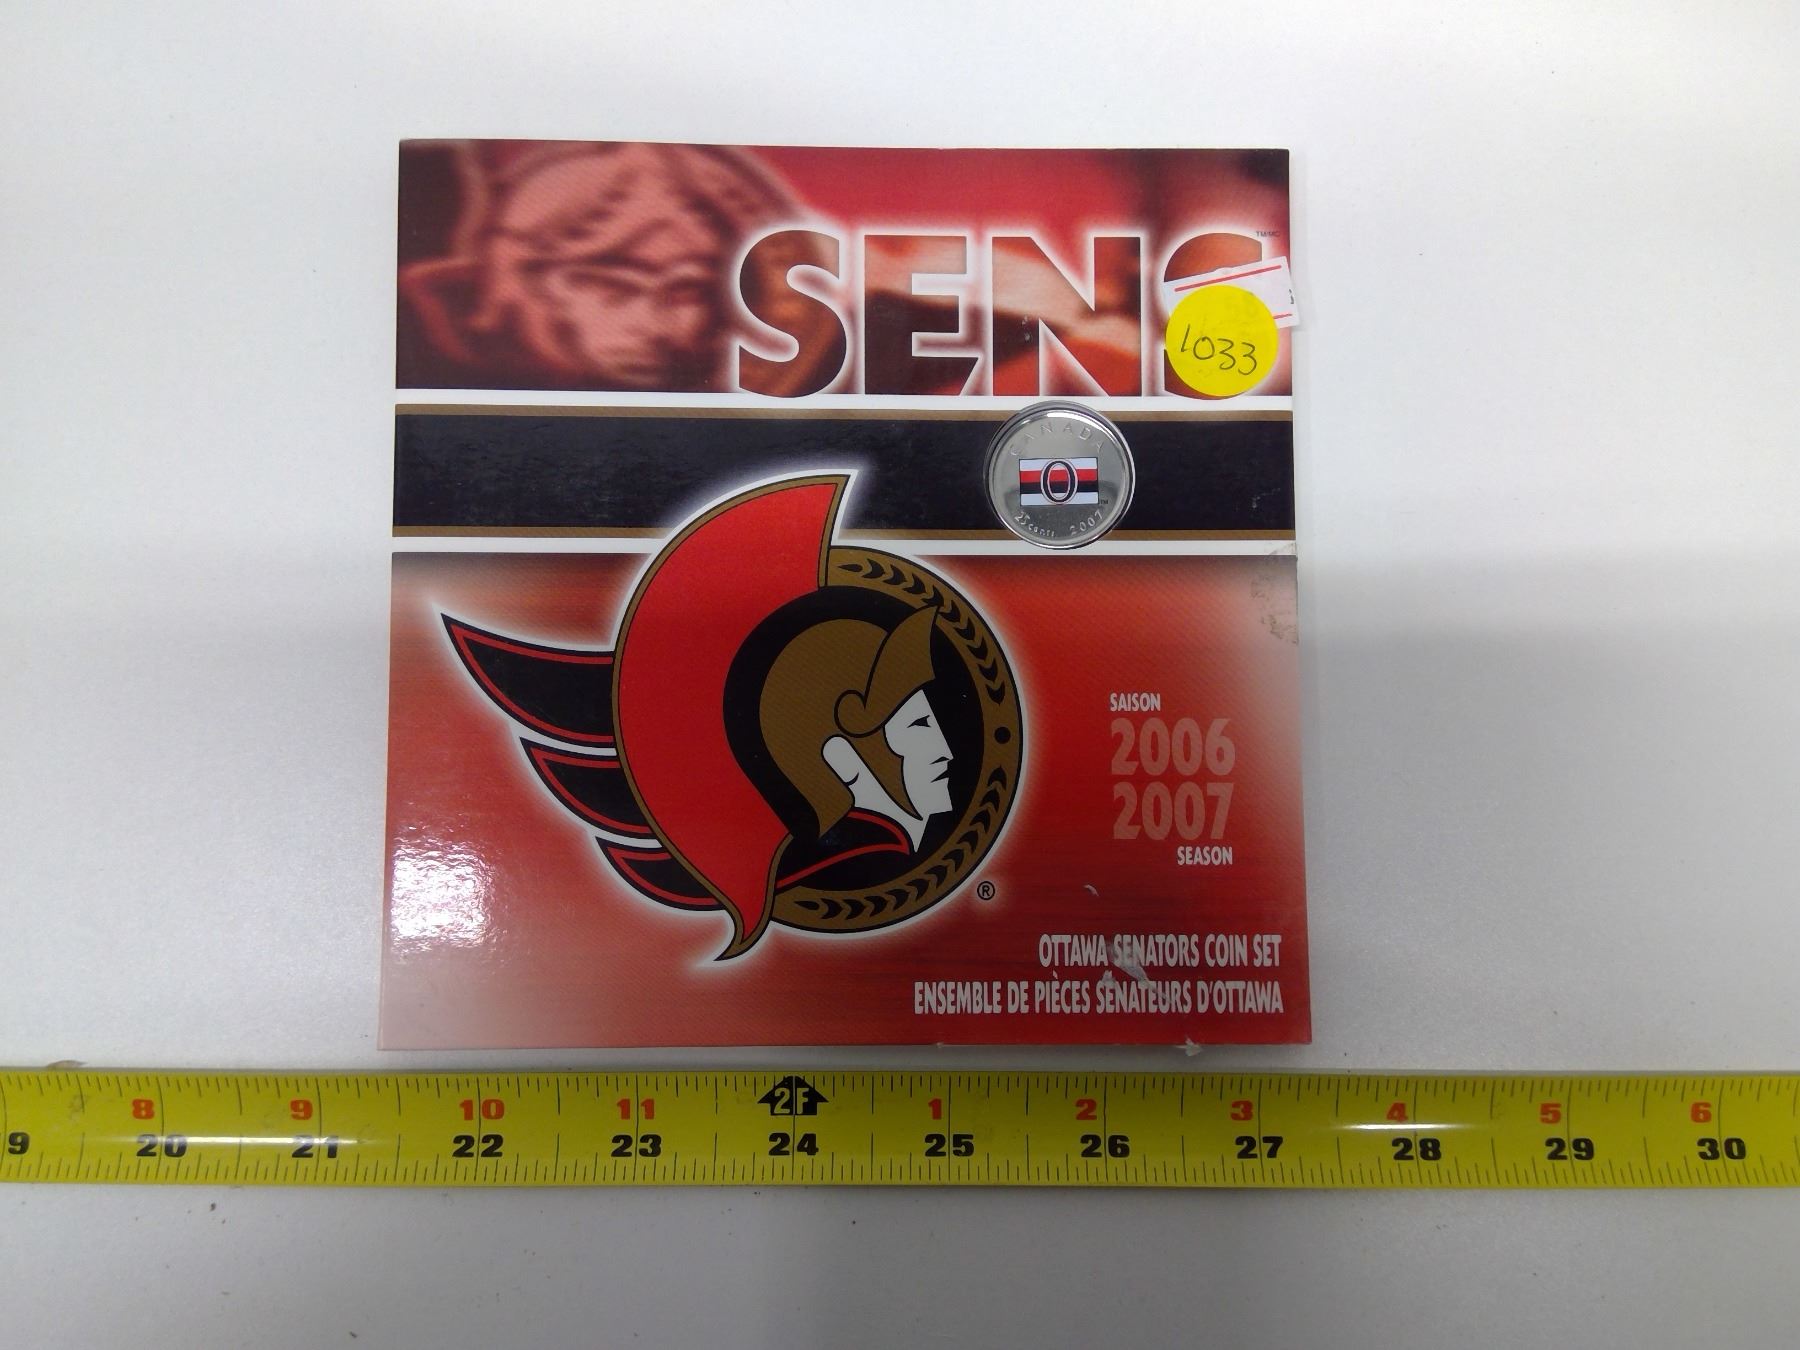 SENS
TM/MC
1033
CANADA
O
TM
25 cents 2007
SAISON
2006
2007
SEASON
®
OTTAWA SENATORS COIN SET
ENSEMBLE DE PIÈCES SÉNATEURS D'OTTAWA
8 9 10 11 2F 1 2 3 4 5 6
9 20 21 22 23 24 25 26 27 28 29 30